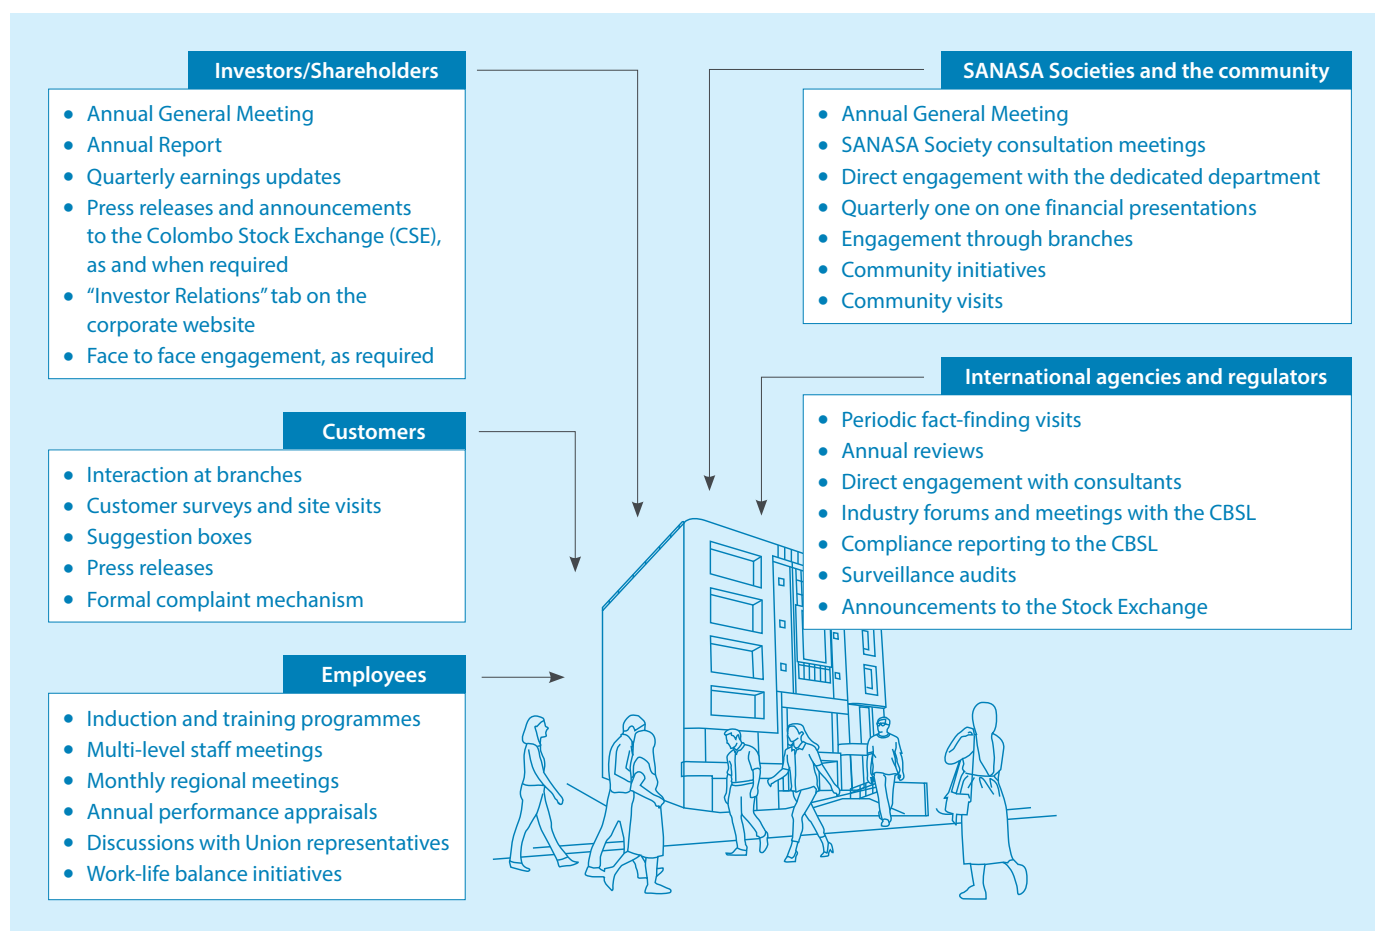 Investors/Shareholders
• Annual General Meeting
• Annual Report
• Quarterly earnings updates
• Press releases and announcements
to the Colombo Stock Exchange (CSE),
as and when required
• “Investor Relations” tab on the
corporate website
• Face to face engagement, as required
Customers
• Interaction at branches
• Customer surveys and site visits
• Suggestion boxes
• Press releases
• Formal complaint mechanism
Employees
• Induction and training programmes
• Multi-level staff meetings
• Monthly regional meetings
• Annual performance appraisals
• Discussions with Union representatives
• Work-life balance initiatives
SANASA Societies and the community
• Annual General Meeting
• SANASA Society consultation meetings
• Direct engagement with the dedicated department
• Quarterly one on one financial presentations
• Engagement through branches
• Community initiatives
• Community visits
International agencies and regulators
• Periodic fact-finding visits
• Annual reviews
• Direct engagement with consultants
• Industry forums and meetings with the CBSL
• Compliance reporting to the CBSL
• Surveillance audits
• Announcements to the Stock Exchange